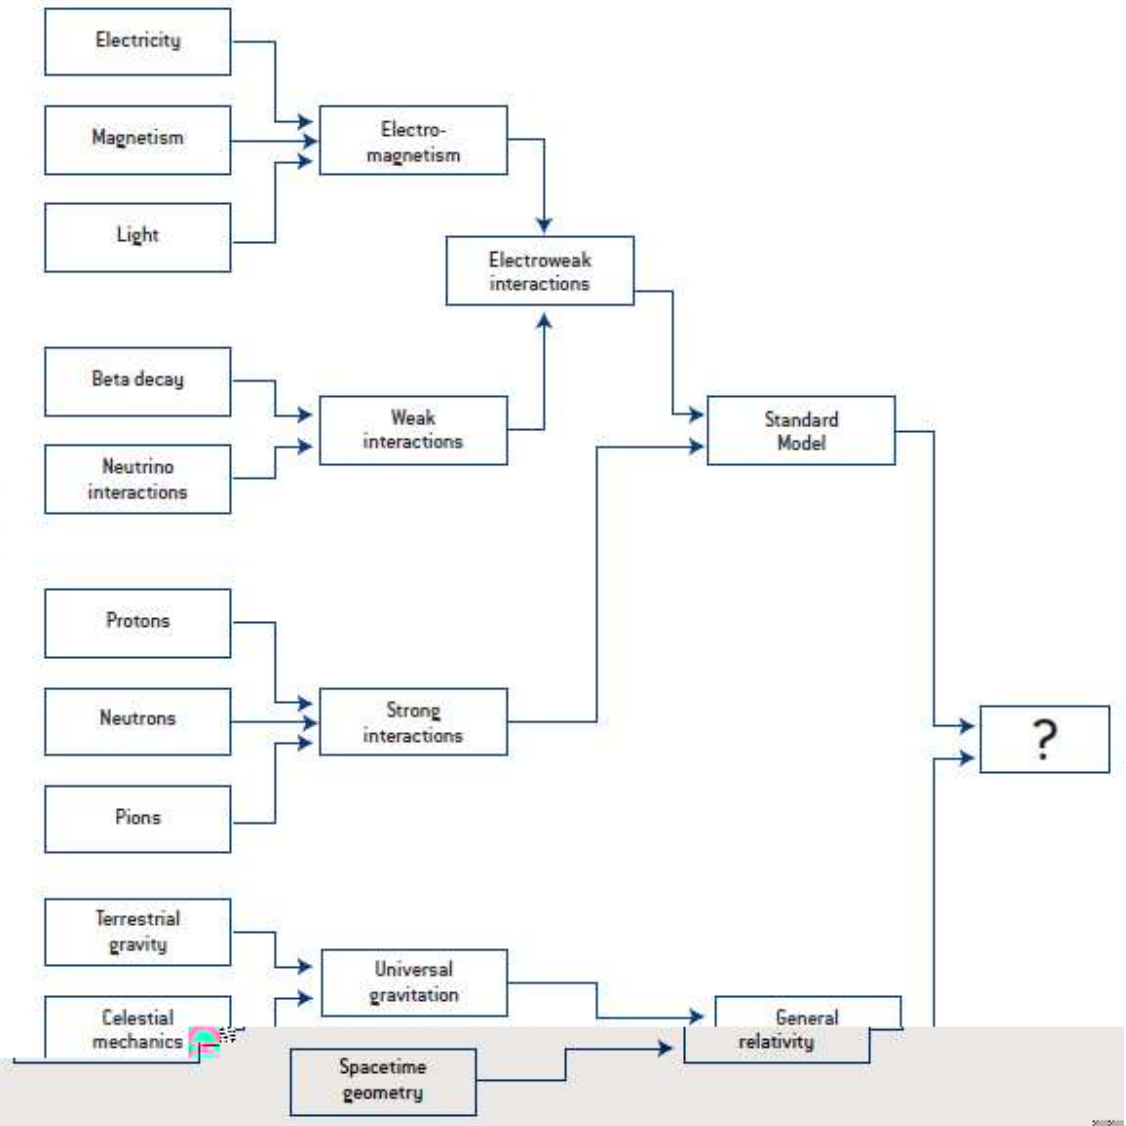 Electricity
Magnetism
Light
Electro-
magnetism
Electroweak
interactions
Beta decay
Neutrino
interactions
Weak
interactions
Standard
Model
Protons
Neutrons
Pions
Strong
interactions
?
Terrestrial
gravity
Celestial
mechanics
Universal
gravitation
Spacetime
geometry
General
relativity